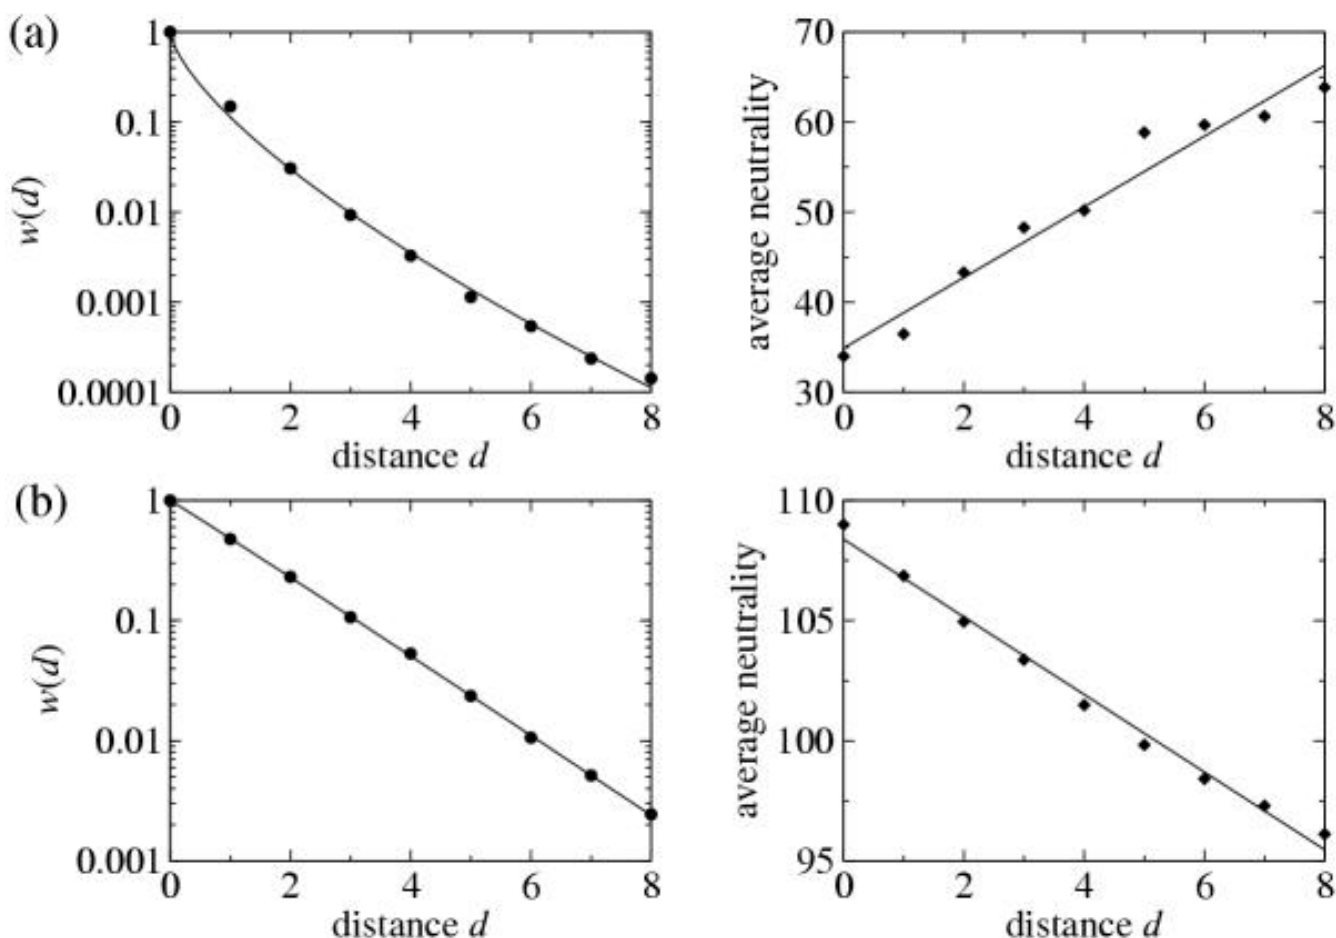 (a)
1
0.1
0.01
0.001
0.0001
w(d)
0 2 4 6 8
distance d
70
60
50
40
30
average neutrality
0 2 4 6 8
distance d
(b)
1
0.1
0.01
0.001
w(d)
0 2 4 6 8
distance d
110
105
100
95
average neutrality
0 2 4 6 8
distance d